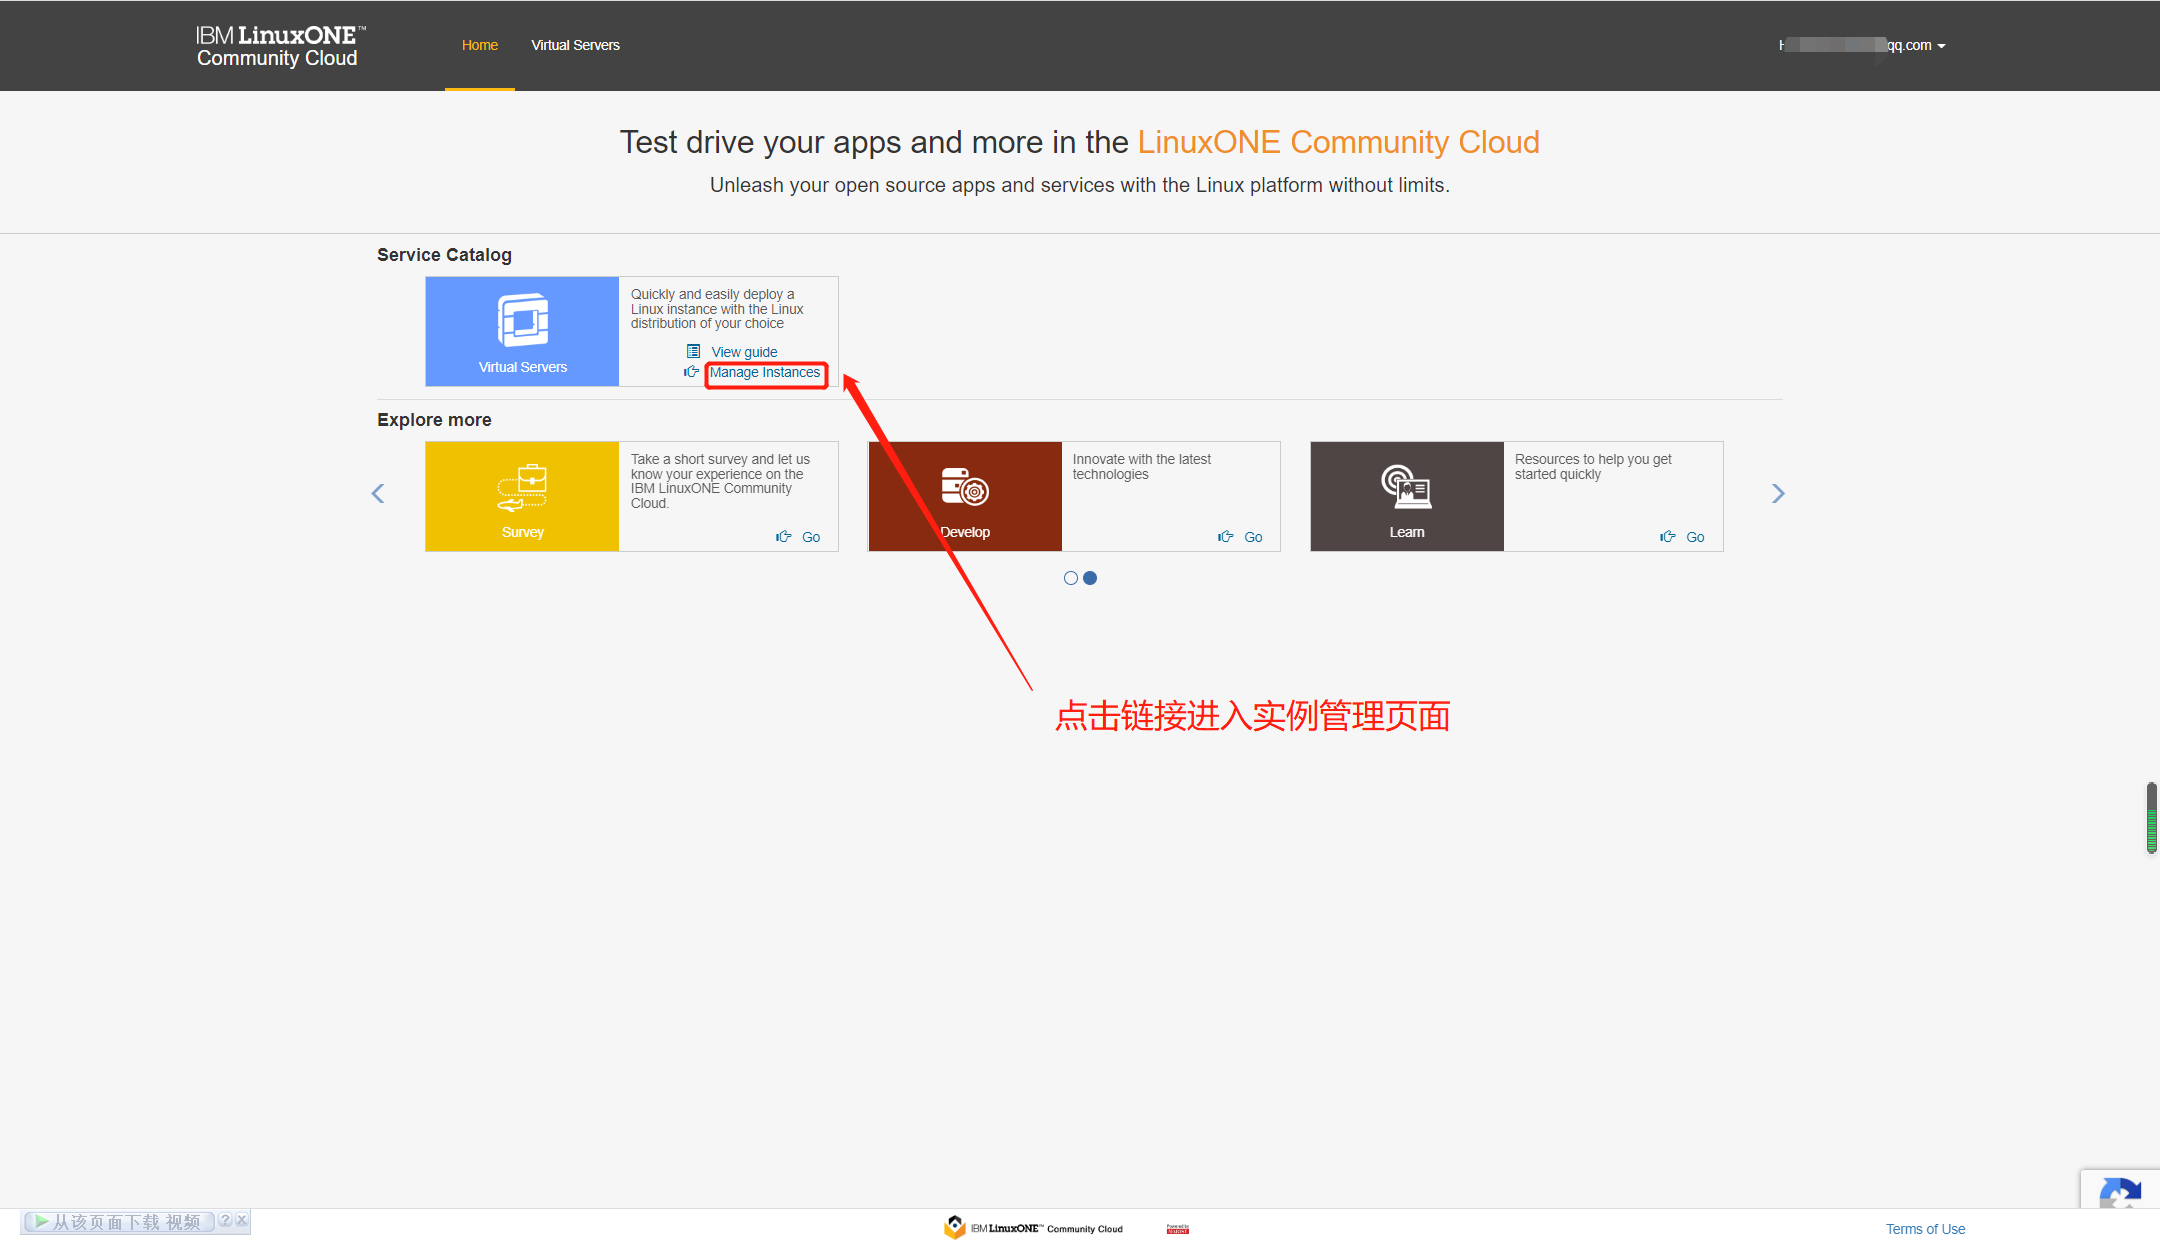 IBM LinuxONE™
Community Cloud
Home
Virtual Servers
qq.com
Test drive your apps and more in the LinuxONE Community Cloud
Unleash your open source apps and services with the Linux platform without limits.
Service Catalog
Virtual Servers
Quickly and easily deploy a
Linux instance with the Linux
distribution of your choice
View guide
Manage Instances
Explore more
Survey
Take a short survey and let us
know your experience on the
IBM LinuxONE Community
Cloud.
Go
Develop
Innovate with the latest
technologies
Go
Learn
Resources to help you get
started quickly
Go
点击链接进入实例管理页面
从该页面下载 视频
IBM LinuxONE™ Community Cloud
Powered by
Terms of Use